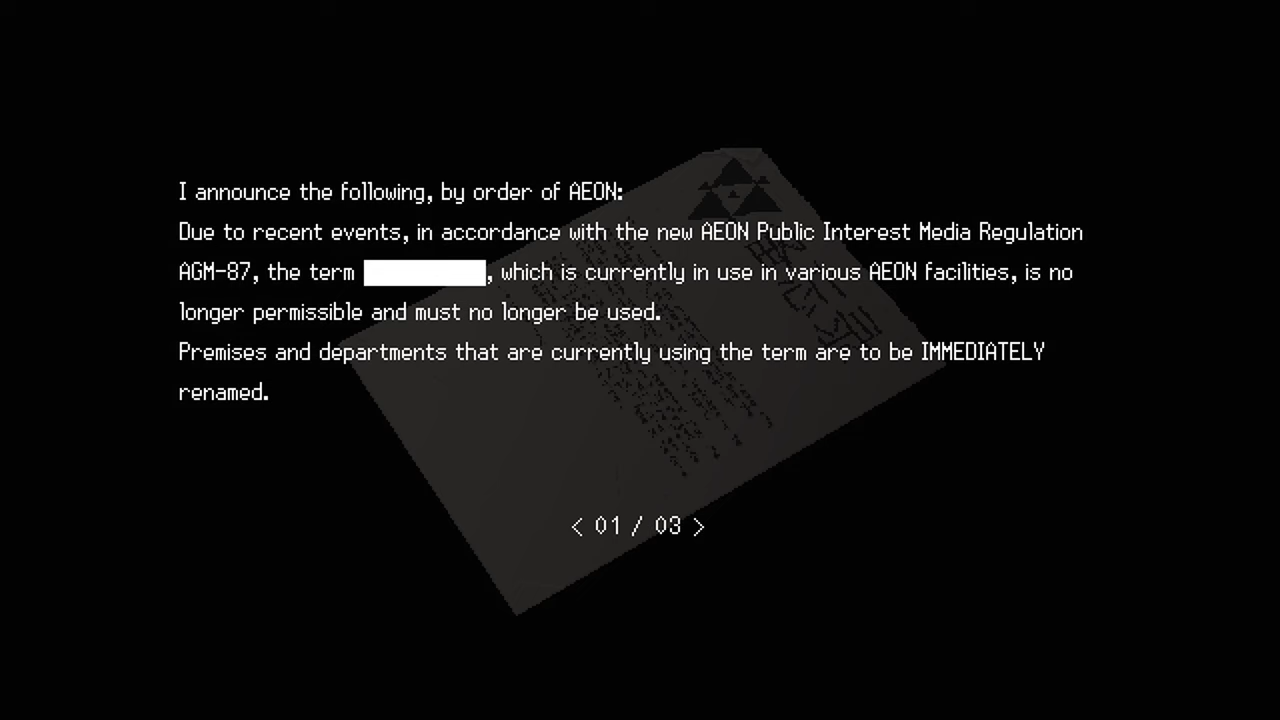 I announce the following, by order of AEON:
Due to recent events, in accordance with the new AEON Public Interest Media Regulation
AGM-87, the term , which is currently in use in various AEON facilities, is no
longer permissible and must no longer be used.
Premises and departments that are currently using the term are to be IMMEDIATELY
renamed.
< 01 / 03 >